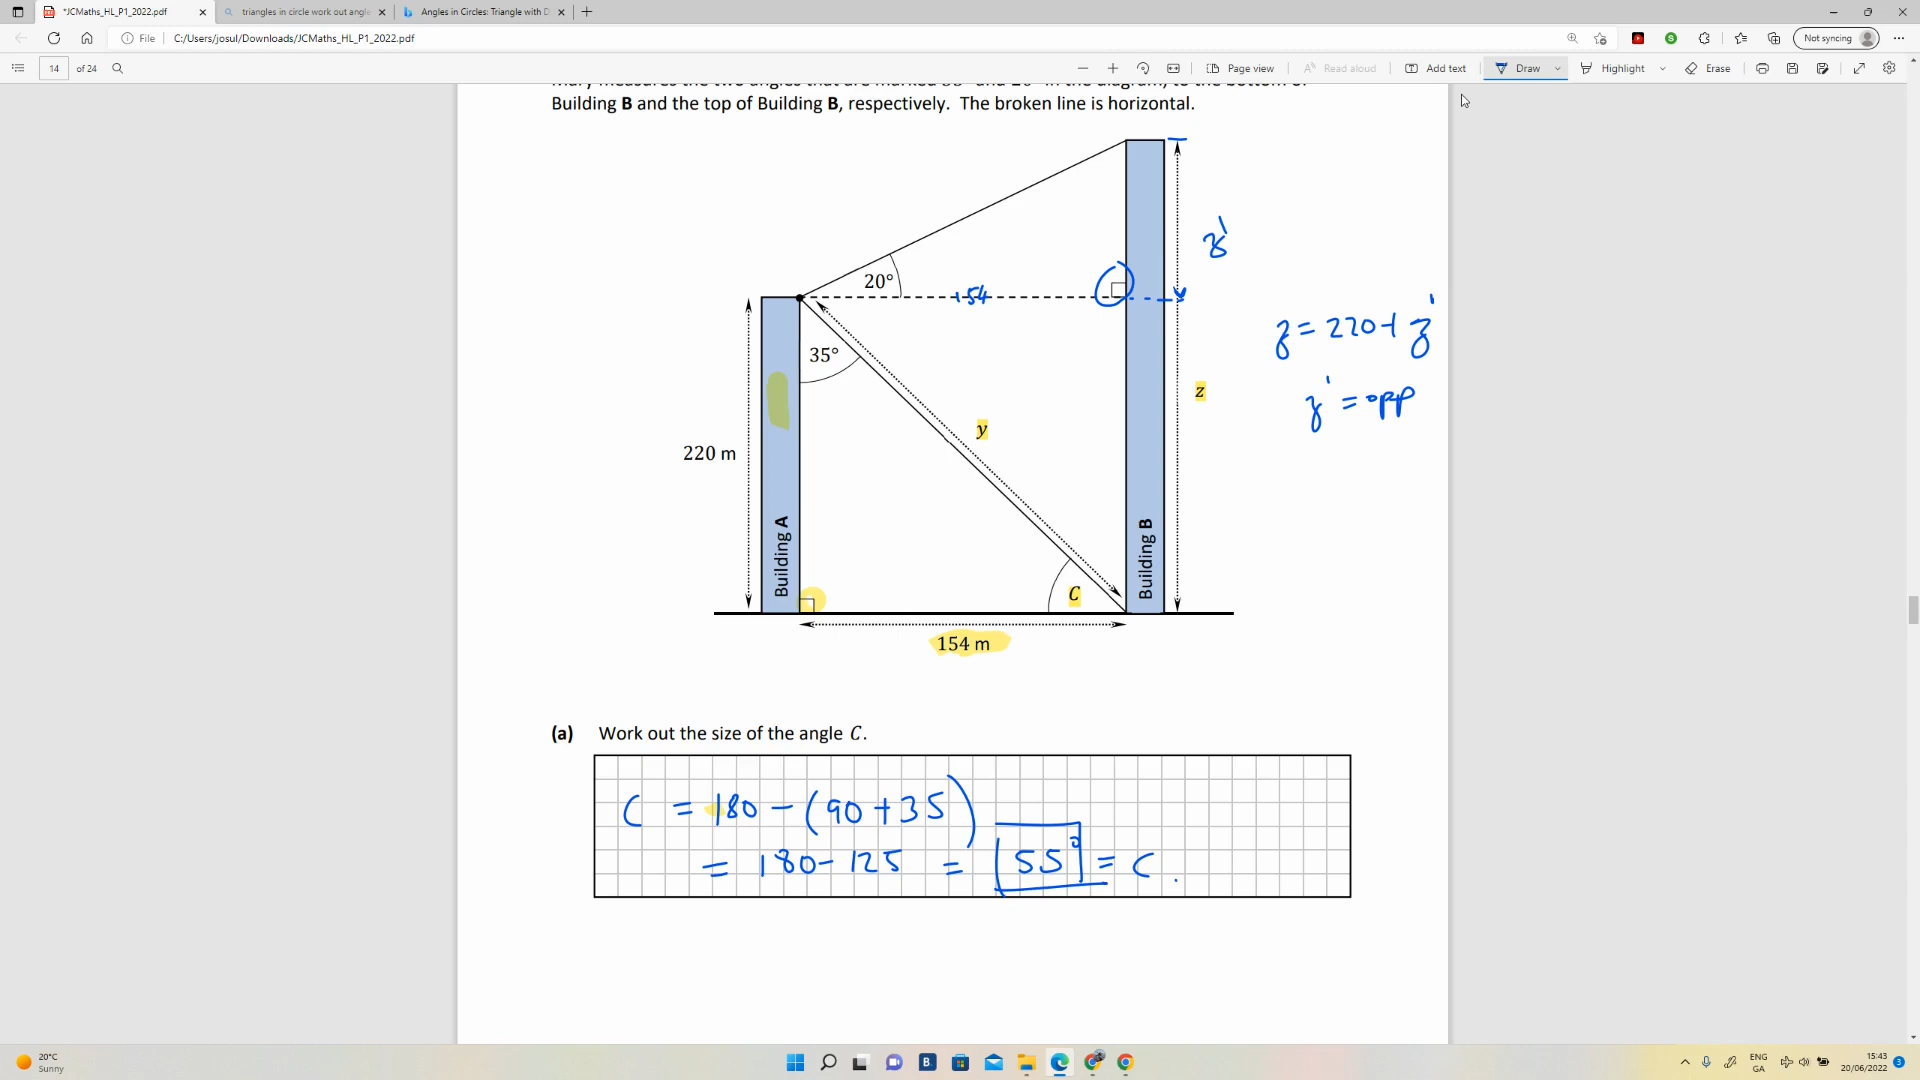 *JCMaths_HL_P1_2022.pdf
triangles in circle work out angle
Angles in Circles: Triangle with D
File C:/Users/josul/Downloads/JCMaths_HL_P1_2022.pdf
Not syncing
14 of 24
Page view
Read aloud
Add text
Draw
Highlight
Erase
Building B and the top of Building B, respectively. The broken line is horizontal.
z'
20°
154
z = 220 + z'
35°
z
z' = opp
y
220 m
Building A
Building B
C
154 m
(a) Work out the size of the angle C.
C = 180 - (90 + 35)
= 180 - 125 = 55° = C.
20°C
Sunny
B.
ENG
GA
15:43
20/06/2022
3